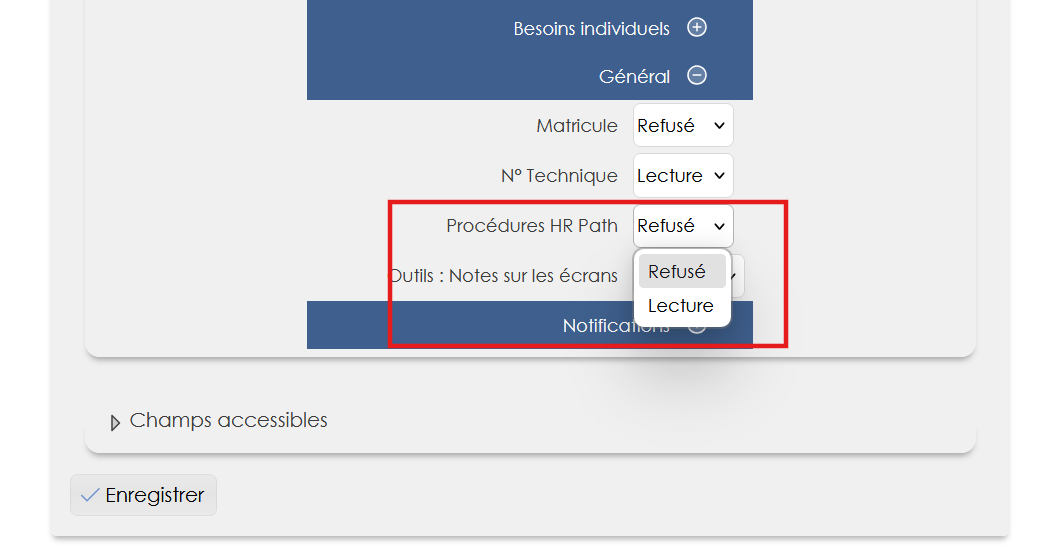 Besoins individuels
Général
Matricule Refusé
N° Technique Lecture
Procédures HR Path Refusé
Refusé
Outils : Notes sur les écrans
Lecture
Notifications
Champs accessibles
Enregistrer